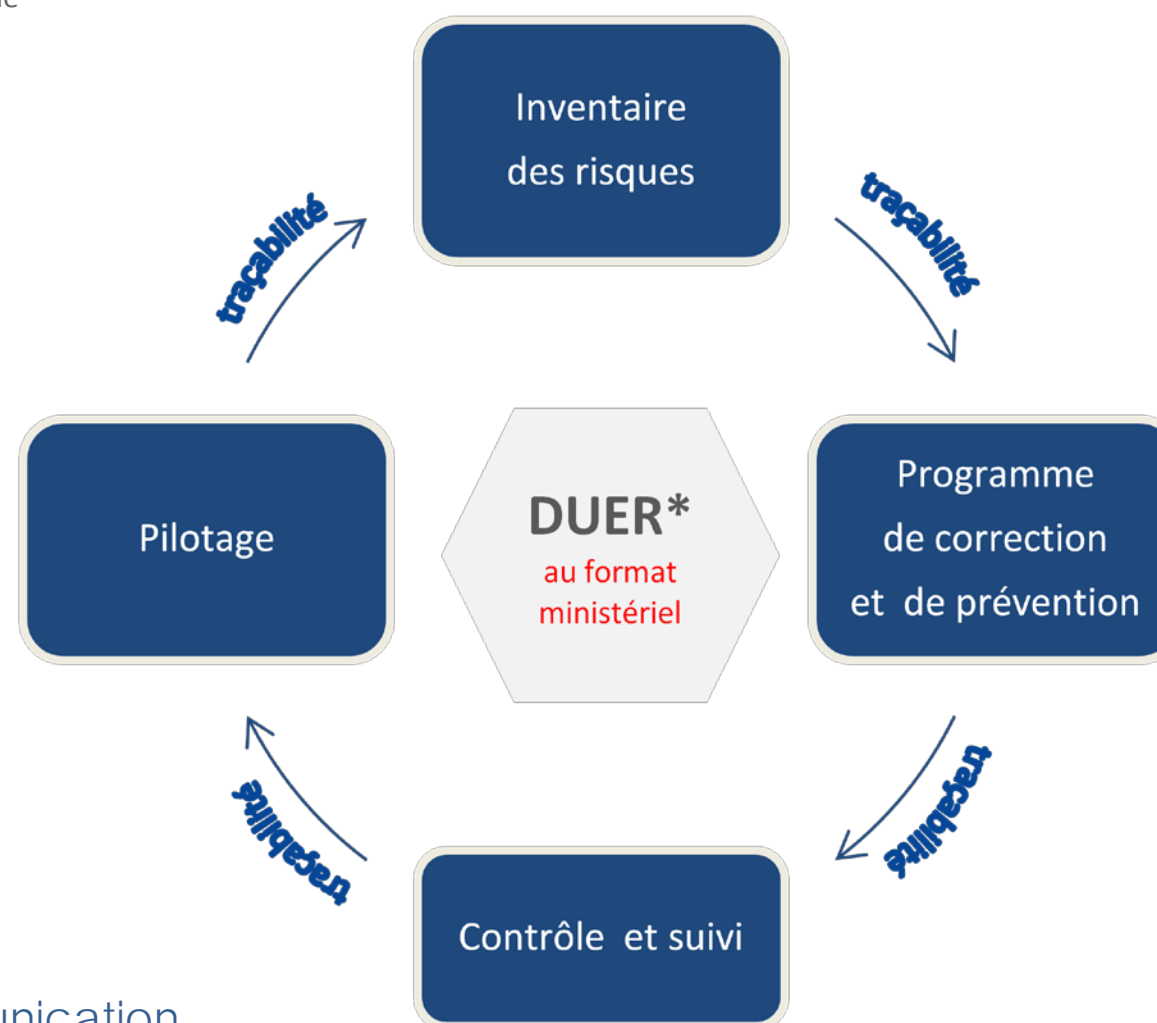 Inventaire
des risques
traçabilité
traçabilité
Programme
de correction
et de prévention
DUER*
au format
ministériel
Pilotage
traçabilité
traçabilité
Contrôle et suivi